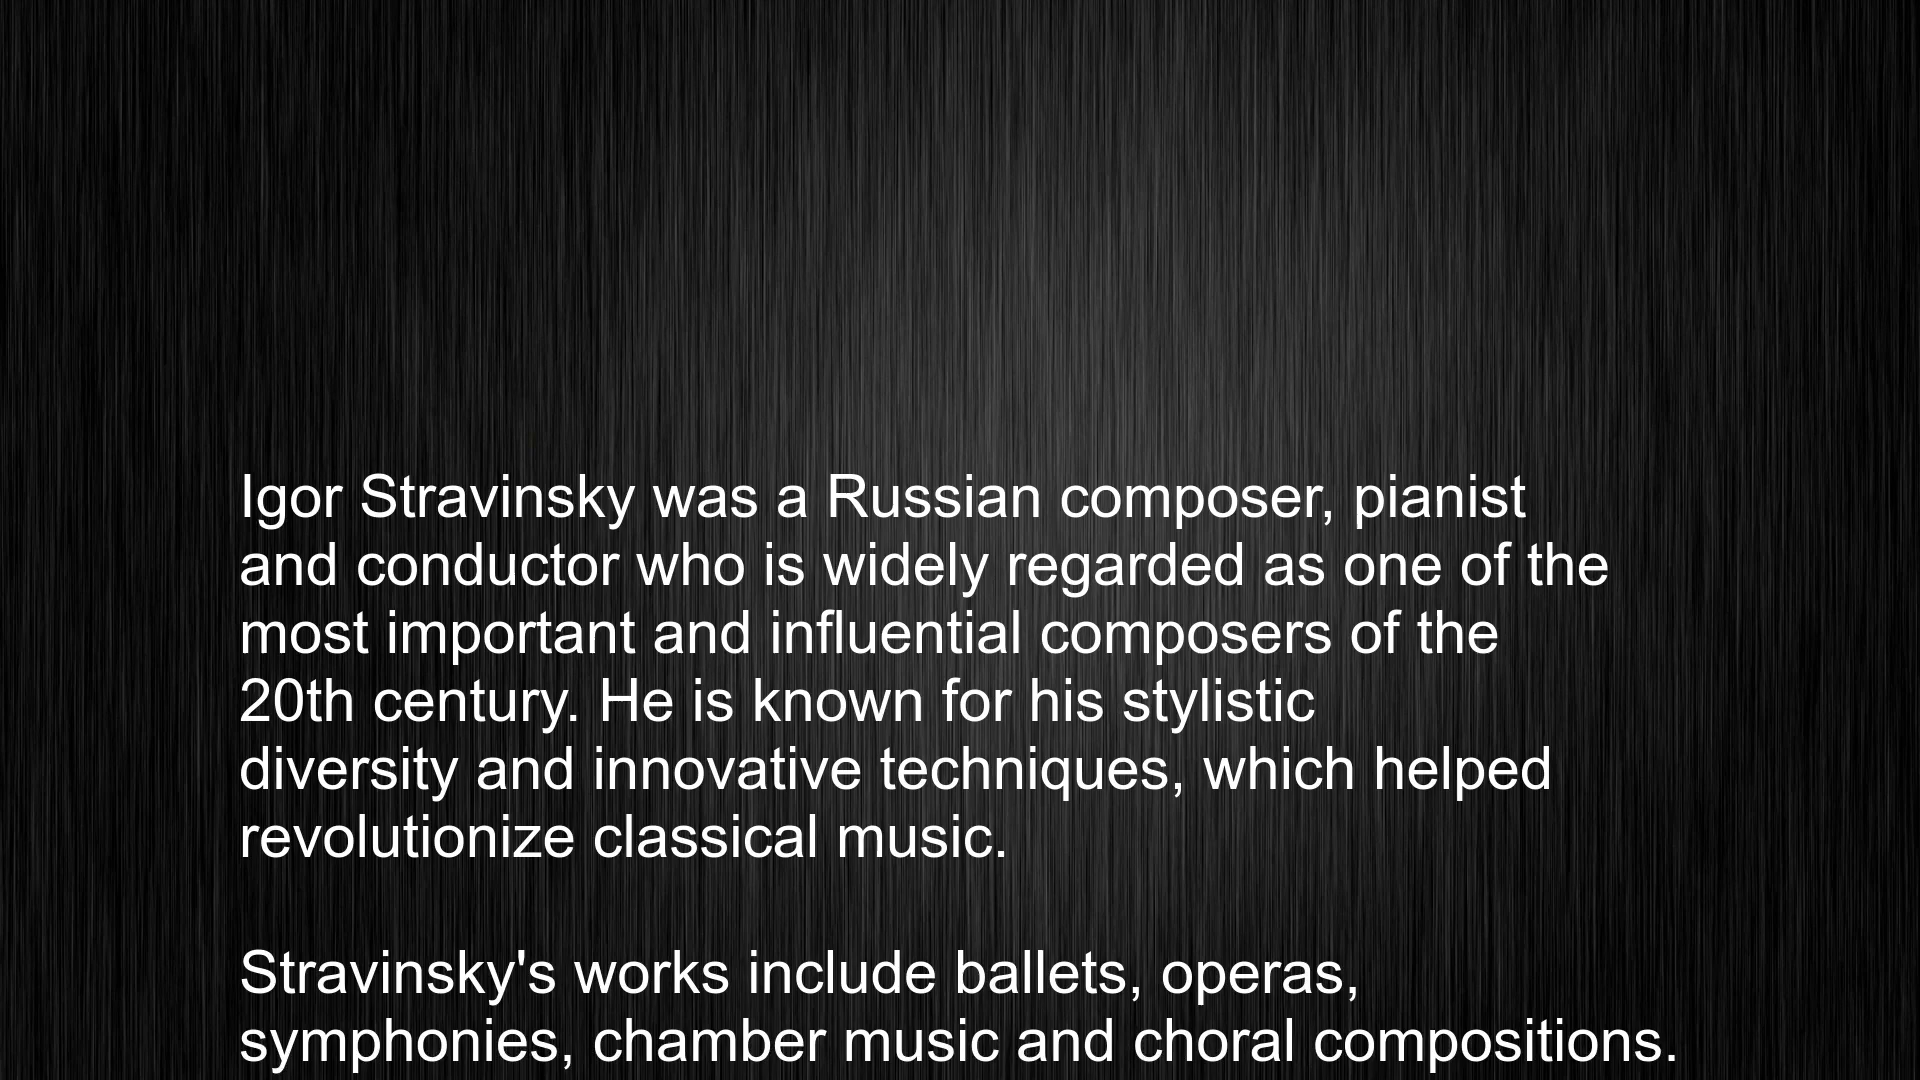 Igor Stravinsky was a Russian composer, pianist
and conductor who is widely regarded as one of the
most important and influential composers of the
20th century. He is known for his stylistic
diversity and innovative techniques, which helped
revolutionize classical music.
Stravinsky's works include ballets, operas,
symphonies, chamber music and choral compositions.